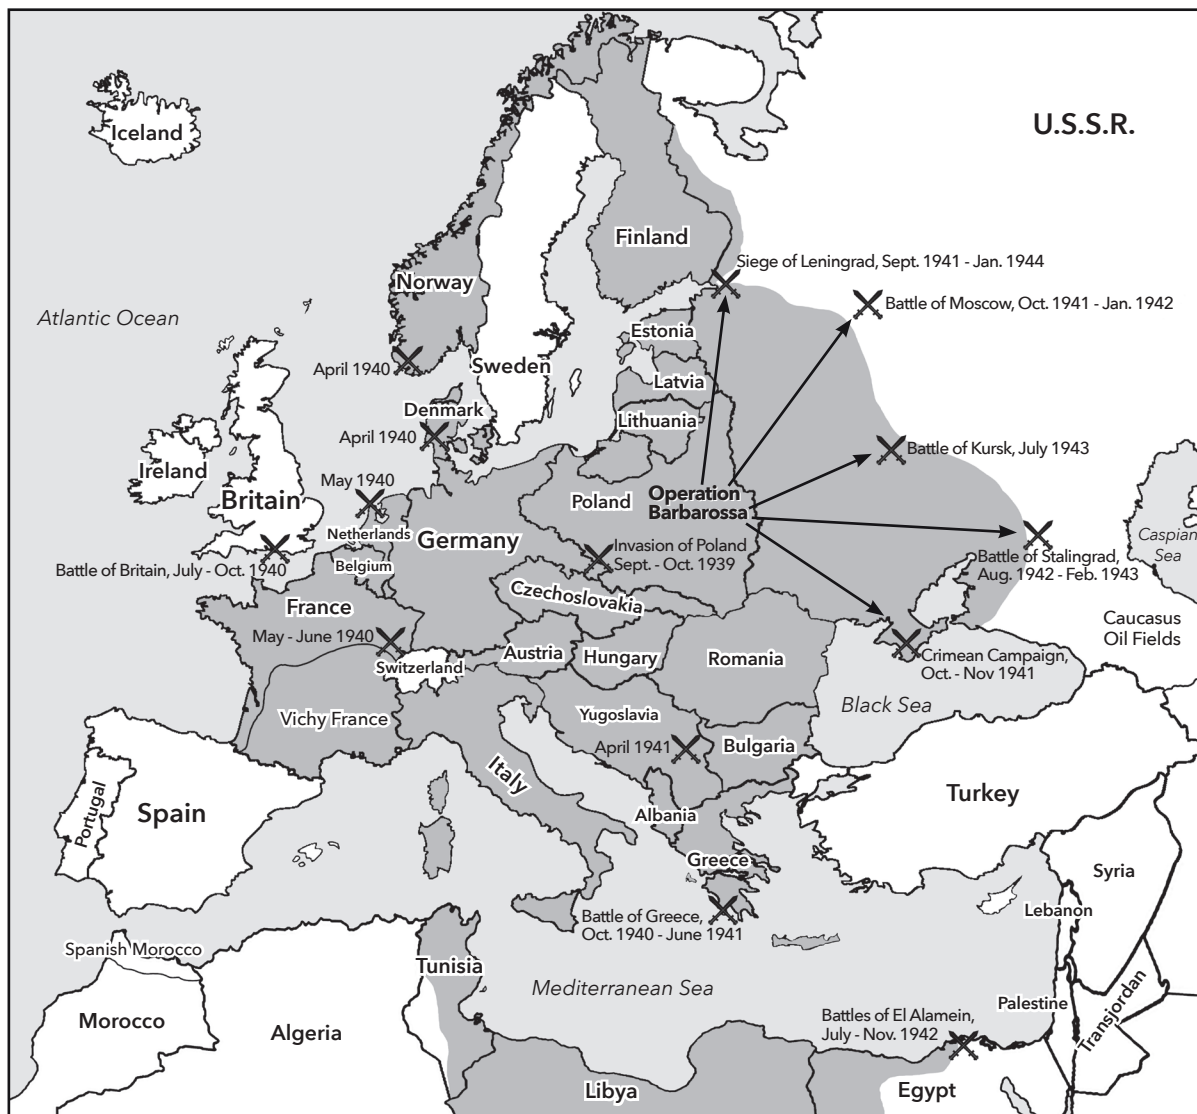 Iceland
U.S.S.R.
Finland
Siege of Leningrad, Sept. 1941 - Jan. 1944
Norway
Battle of Moscow, Oct. 1941 - Jan. 1942
Atlantic Ocean
Estonia
April 1940
Sweden
Latvia
Denmark
Lithuania
April 1940
Battle of Kursk, July 1943
Ireland
May 1940
Britain
Poland
Operation
Barbarossa
Netherlands
Germany
Invasion of Poland
Sept. - Oct. 1939
Caspian
Sea
Battle of Stalingrad,
Aug. 1942 - Feb. 1943
Battle of Britain, July - Oct. 1940
Belgium
Czechoslovakia
France
Caucasus
Oil Fields
May - June 1940
Switzerland
Austria
Hungary
Romania
Crimean Campaign,
Oct. - Nov 1941
Vichy France
Yugoslavia
Black Sea
April 1941
Bulgaria
Italy
Portugal
Spain
Turkey
Albania
Greece
Syria
Battle of Greece,
Oct. 1940 - June 1941
Lebanon
Spanish Morocco
Tunisia
Mediterranean Sea
Palestine
Transjordan
Morocco
Algeria
Battles of El Alamein,
July - Nov. 1942
Libya
Egypt